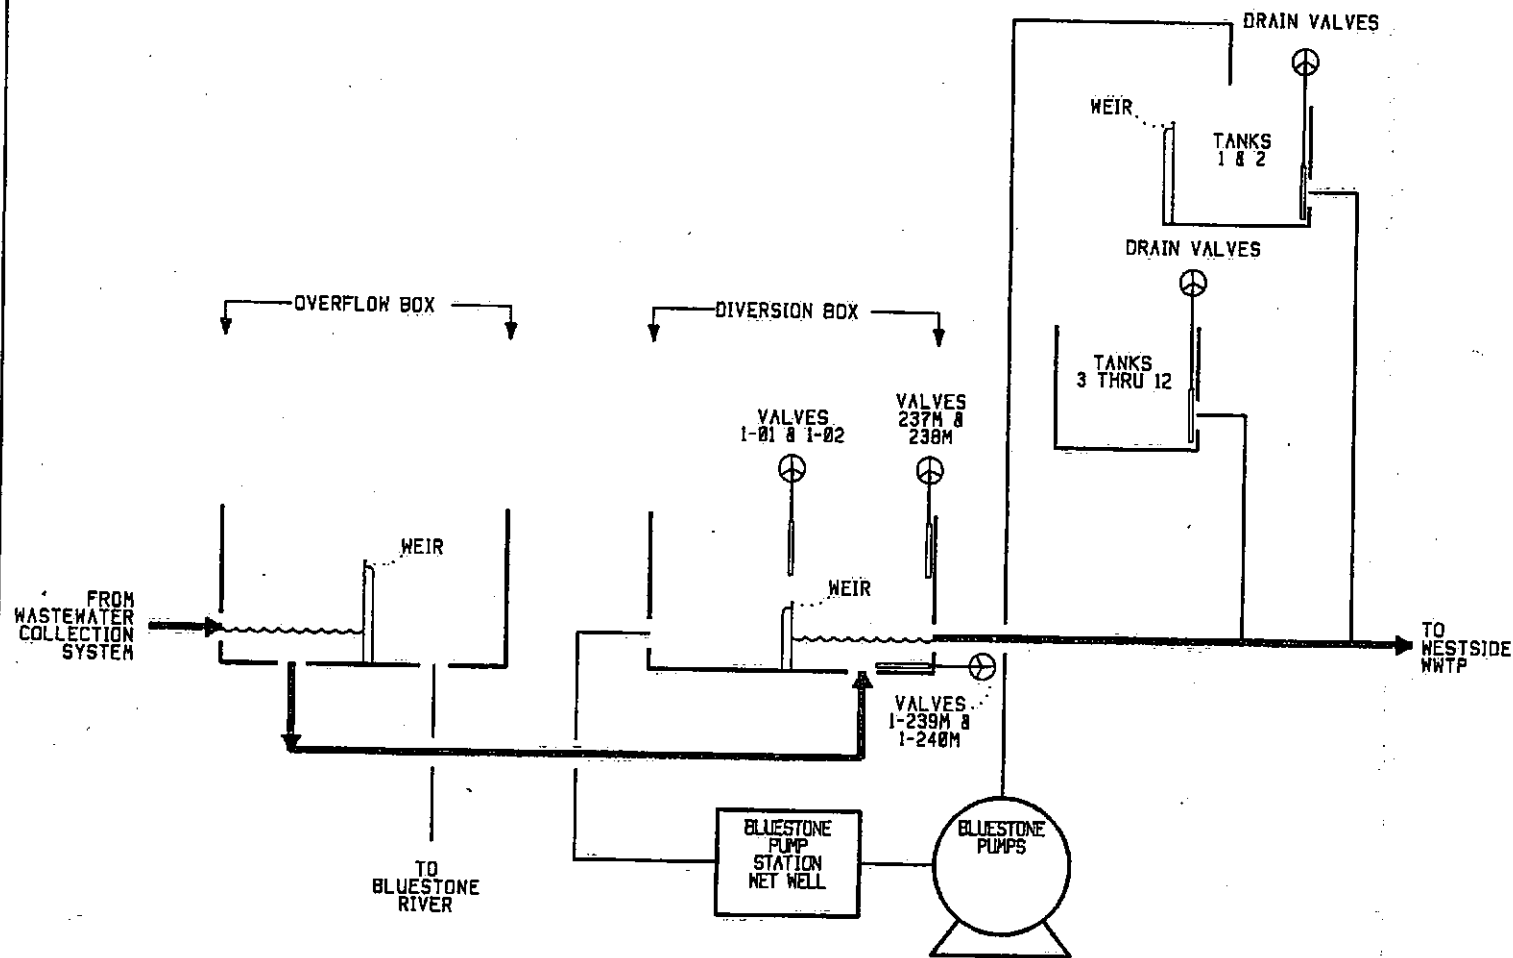 DRAIN VALVES
WEIR
TANKS
1 & 2
DRAIN VALVES
OVERFLOW BOX
DIVERSION BOX
TANKS
3 THRU 12
VALVES
1-01 & 1-02
VALVES
237M &
238M
WEIR
WEIR
FROM
WASTEWATER
COLLECTION
SYSTEM
TO
WESTSIDE
WWTP
VALVES
1-239M &
1-240M
BLUESTONE
PUMP
STATION
WET WELL
BLUESTONE
PUMPS
TO
BLUESTONE
RIVER